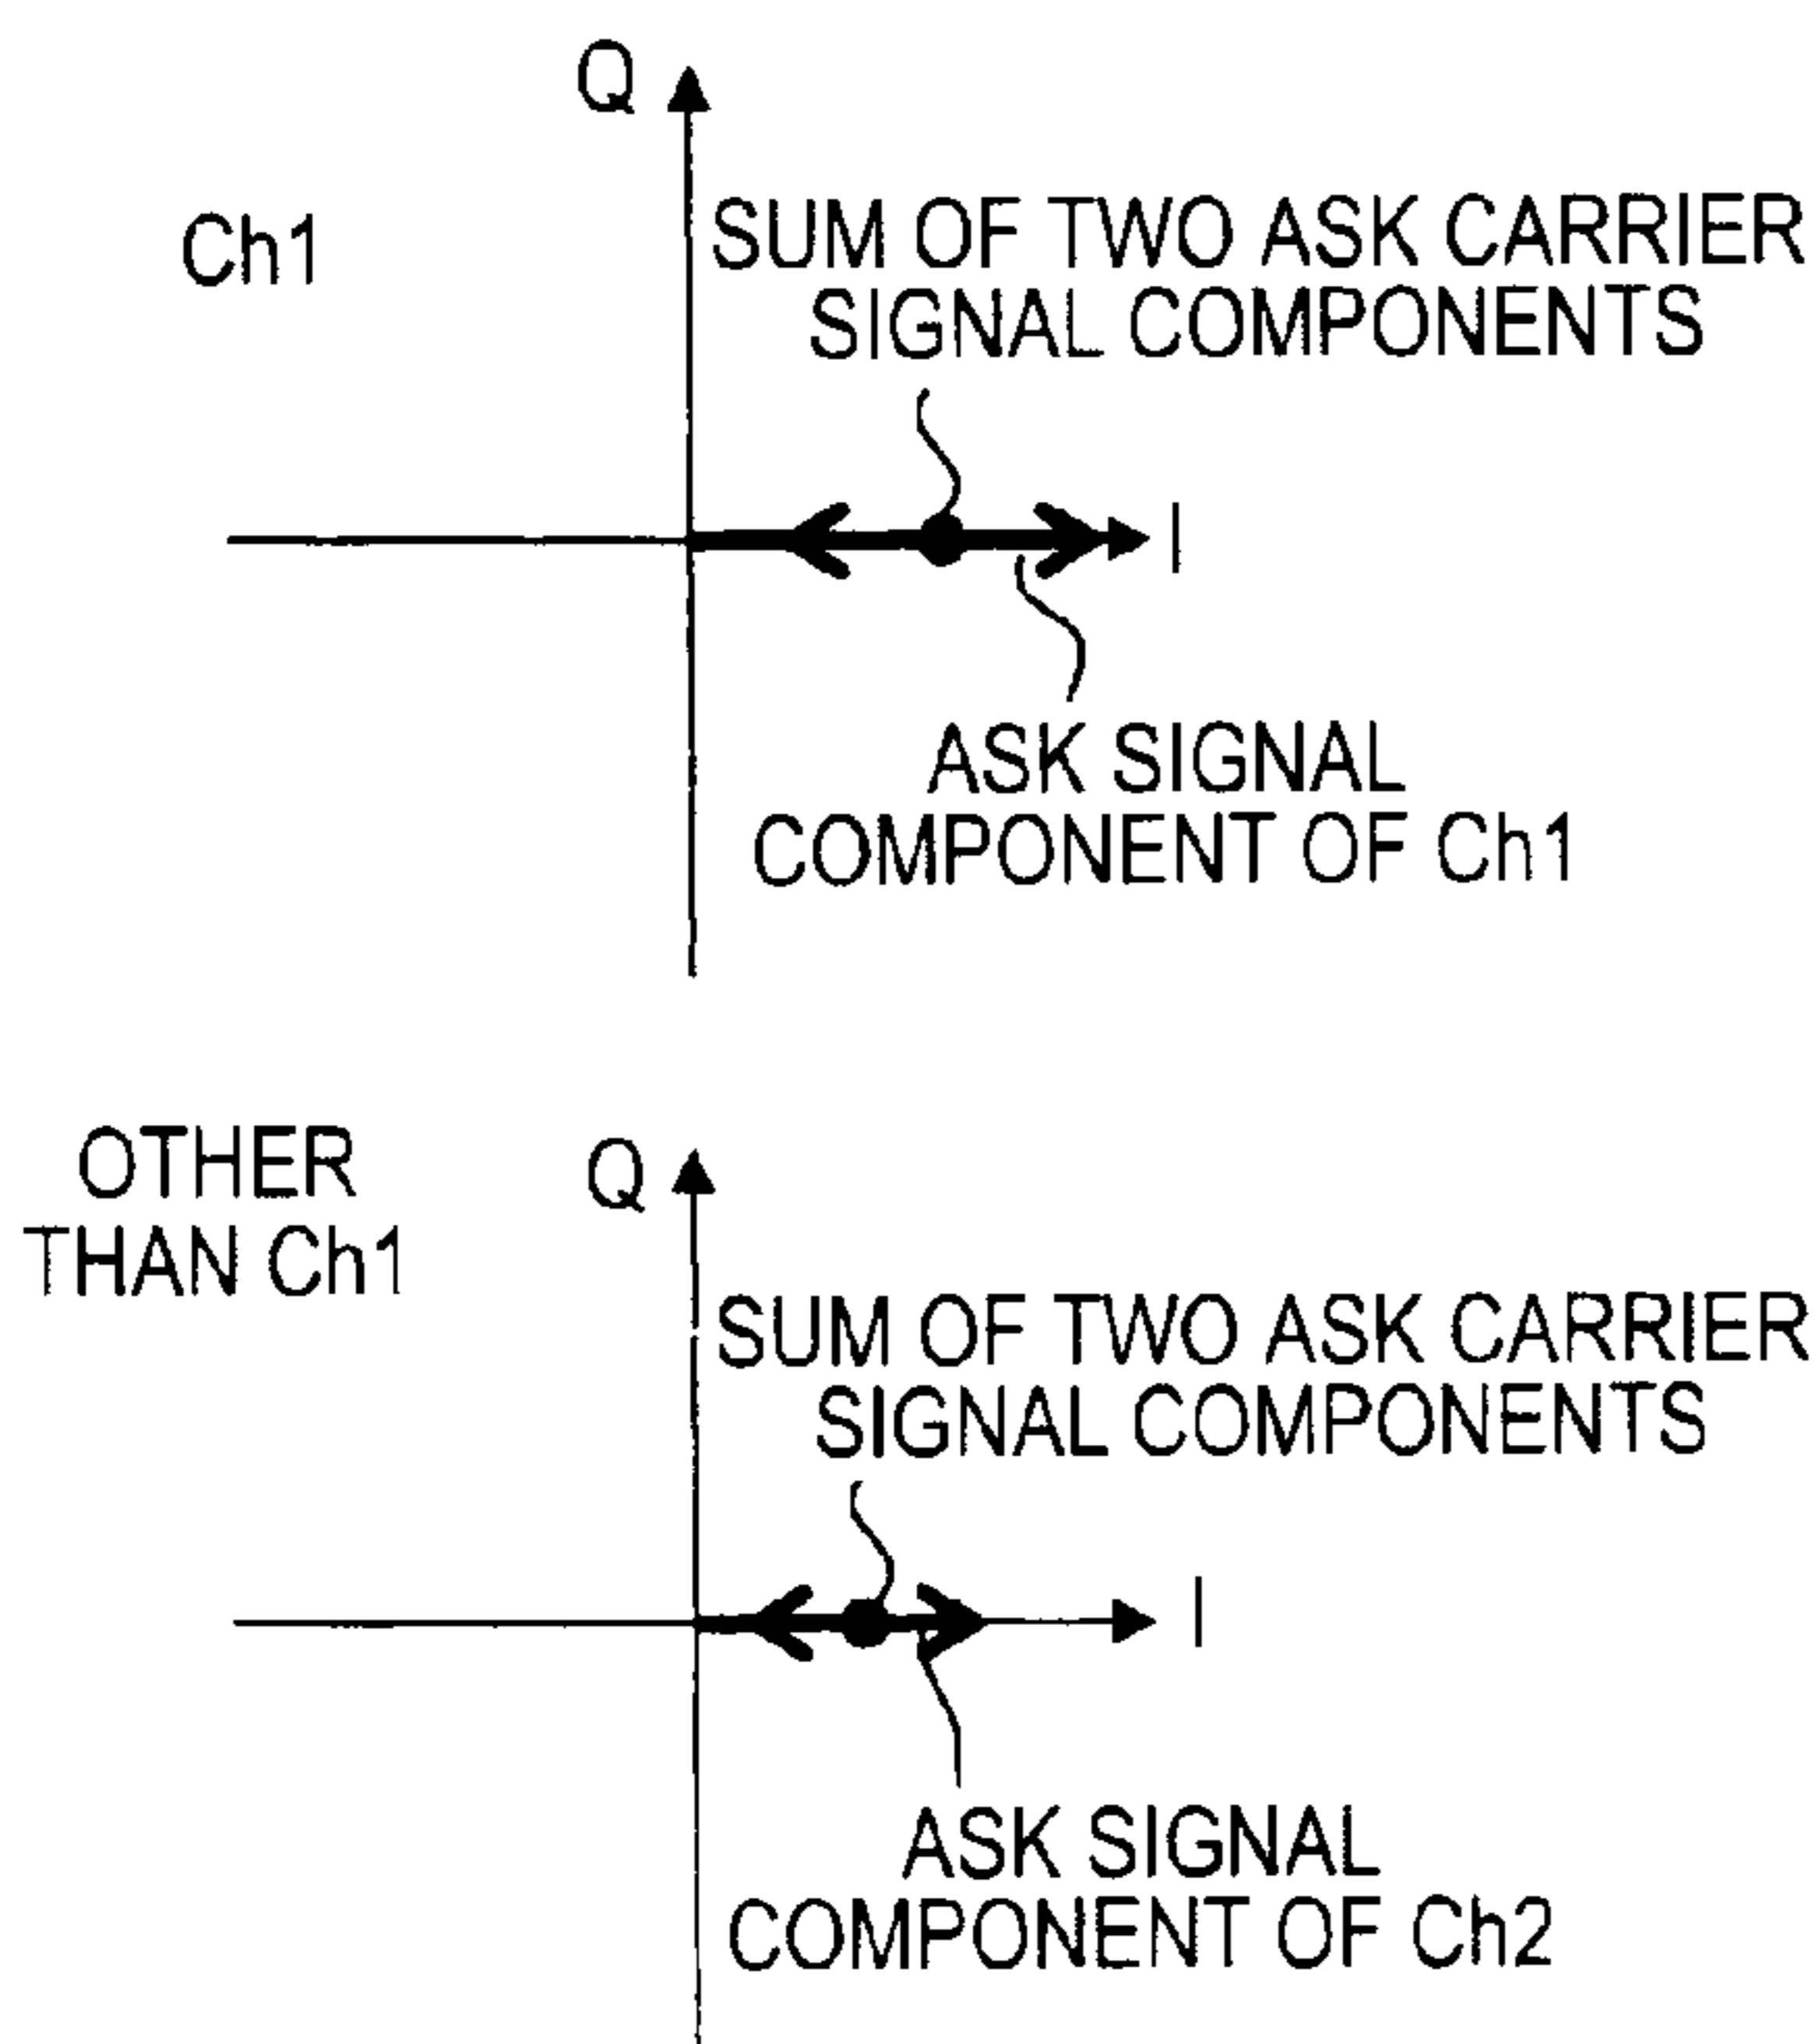 Q
Ch1
SUM OF TWO ASK CARRIER
SIGNAL COMPONENTS
I
ASK SIGNAL
COMPONENT OF Ch1
OTHER
THAN Ch1
Q
SUM OF TWO ASK CARRIER
SIGNAL COMPONENTS
I
ASK SIGNAL
COMPONENT OF Ch2